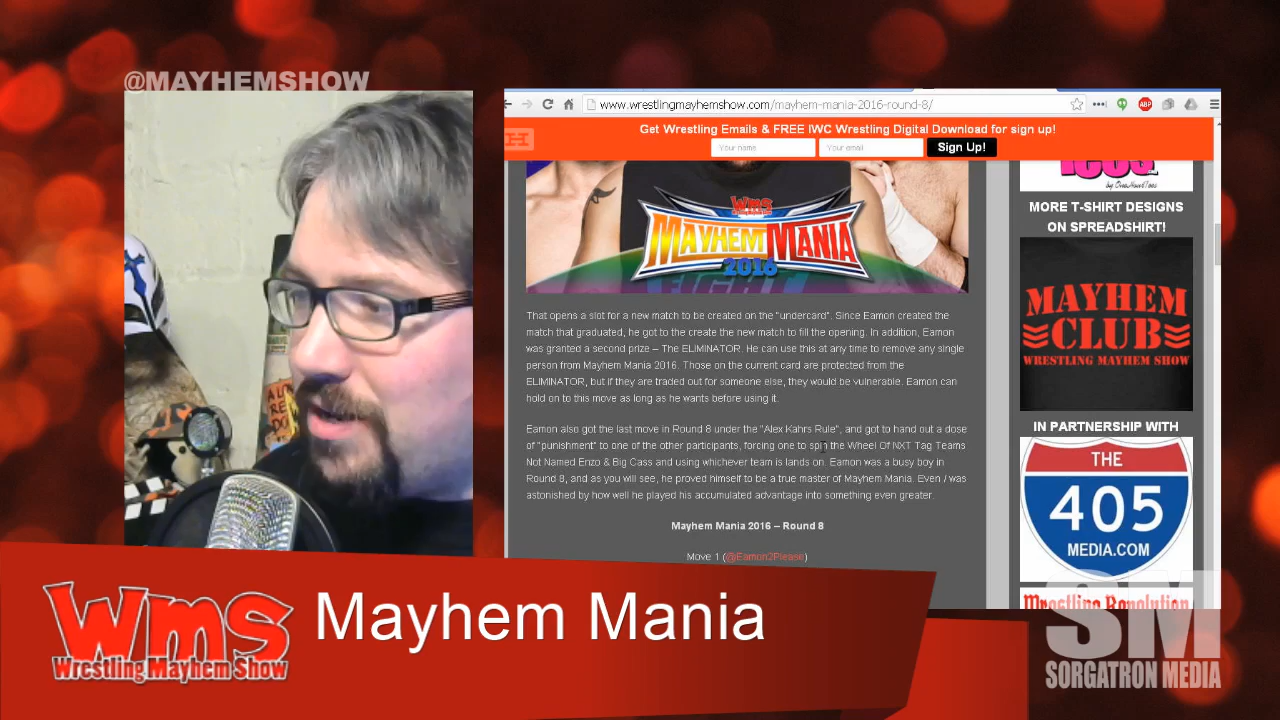 @MAYHEMSHOW
www.wrestlingmayhemshow.com/mayhem-mania-2016-round-8/
ABP
Get Wrestling Emails & FREE IWC Wrestling Digital Download for sign up!
Your name
Your email
Sign Up!
H
WMS
MAYHEM MANIA
2016
FIGHT
by OneHourTees
MORE T-SHIRT DESIGNS
ON SPREADSHIRT!
MAYHEM
CLUB
WRESTLING MAYHEM SHOW
IN PARTNERSHIP WITH
THE
405
MEDIA.COM
Wrestling Revolution
That opens a slot for a new match to be created on the "undercard". Since Eamon created the
match that graduated, he got to the create the new match to fill the opening. In addition, Eamon
was granted a second prize – The ELIMINATOR. He can use this at any time to remove any single
person from Mayhem Mania 2016. Those on the current card are protected from the
ELIMINATOR, but if they are traded out for someone else, they would be vulnerable. Eamon can
hold on to this move as long as he wants before using it.
Eamon also got the last move in Round 8 under the "Alex Kahrs Rule", and got to hand out a dose
of "punishment" to one of the other participants, forcing one to spin the Wheel Of NXT Tag Teams
Not Named Enzo & Big Cass and using whichever team is lands on. Eamon was a busy boy in
Round 8, and as you will see, he proved himself to be a true master of Mayhem Mania. Even I was
astonished by how well he played his accumulated advantage into something even greater.
Mayhem Mania 2016 – Round 8
Move 1 (@Eamon2Please)
Wms
Wrestling Mayhem Show
Mayhem Mania
SM
SORGATRON MEDIA